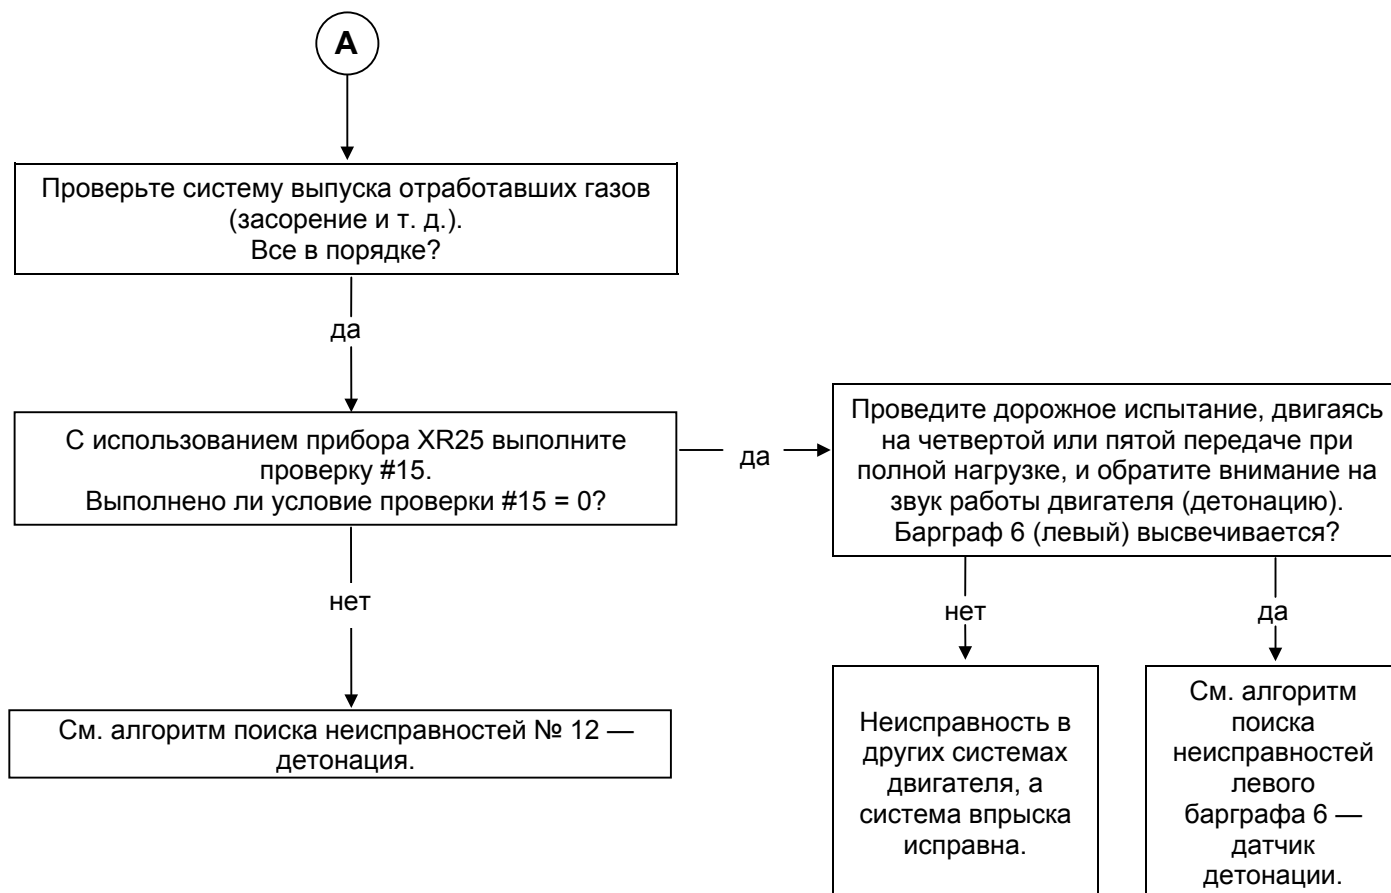 A
Проверьте систему выпуска отработавших газов
(засорение и т. д.).
Все в порядке?
да
С использованием прибора XR25 выполните
проверку #15.
Выполнено ли условие проверки #15 = 0?
да
Проведите дорожное испытание, двигаясь
на четвертой или пятой передаче при
полной нагрузке, и обратите внимание на
звук работы двигателя (детонацию).
Барграф 6 (левый) высвечивается?
нет
См. алгоритм поиска неисправностей № 12 —
детонация.
нет
Неисправность в
других системах
двигателя, а
система впрыска
исправна.
да
См. алгоритм
поиска
неисправностей
левого
барграфа 6 —
датчик
детонации.